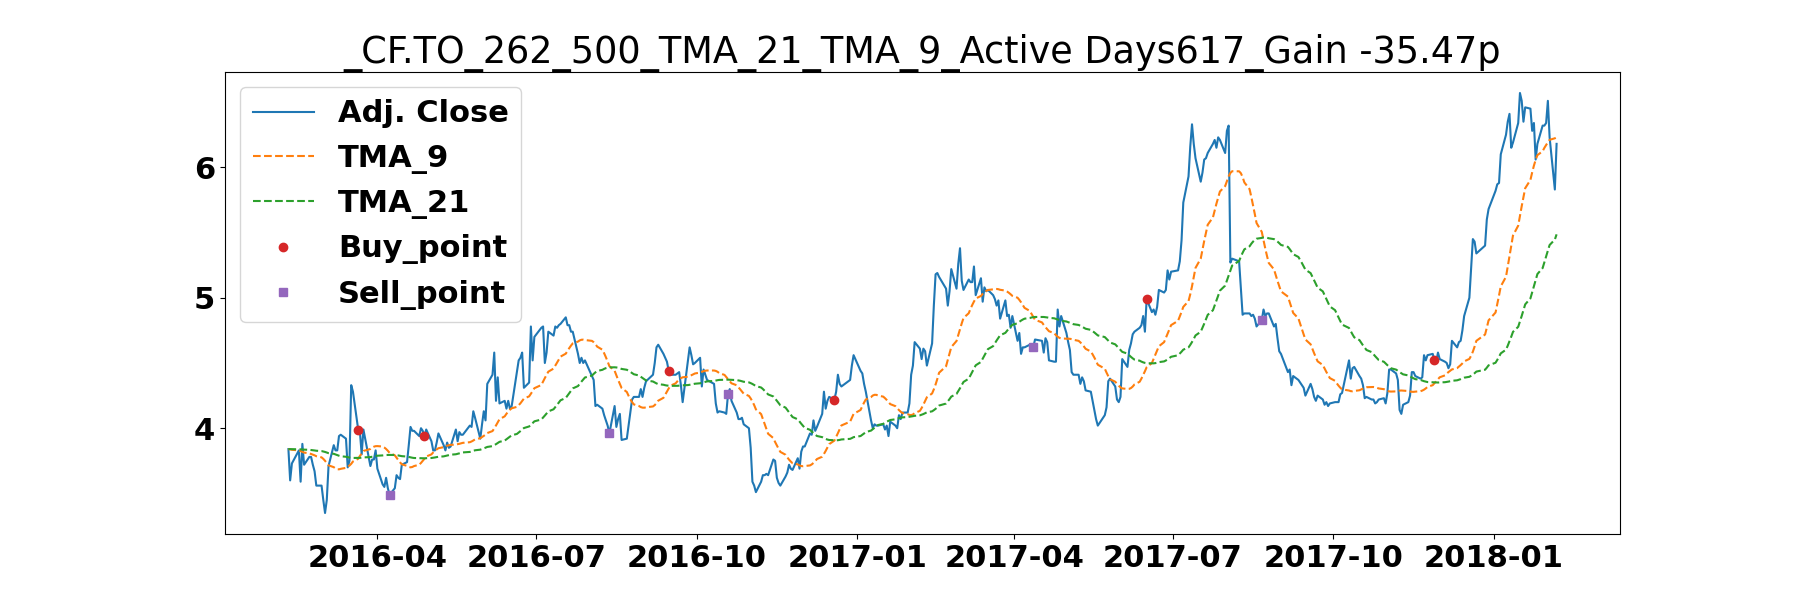 _CF.TO_262_500_TMA_21_TMA_9_Active Days617_Gain -35.47p
Adj. Close
TMA_9
TMA_21
Buy_point
Sell_point
6
5
4
2016-04 2016-07 2016-10 2017-01 2017-04 2017-07 2017-10 2018-01